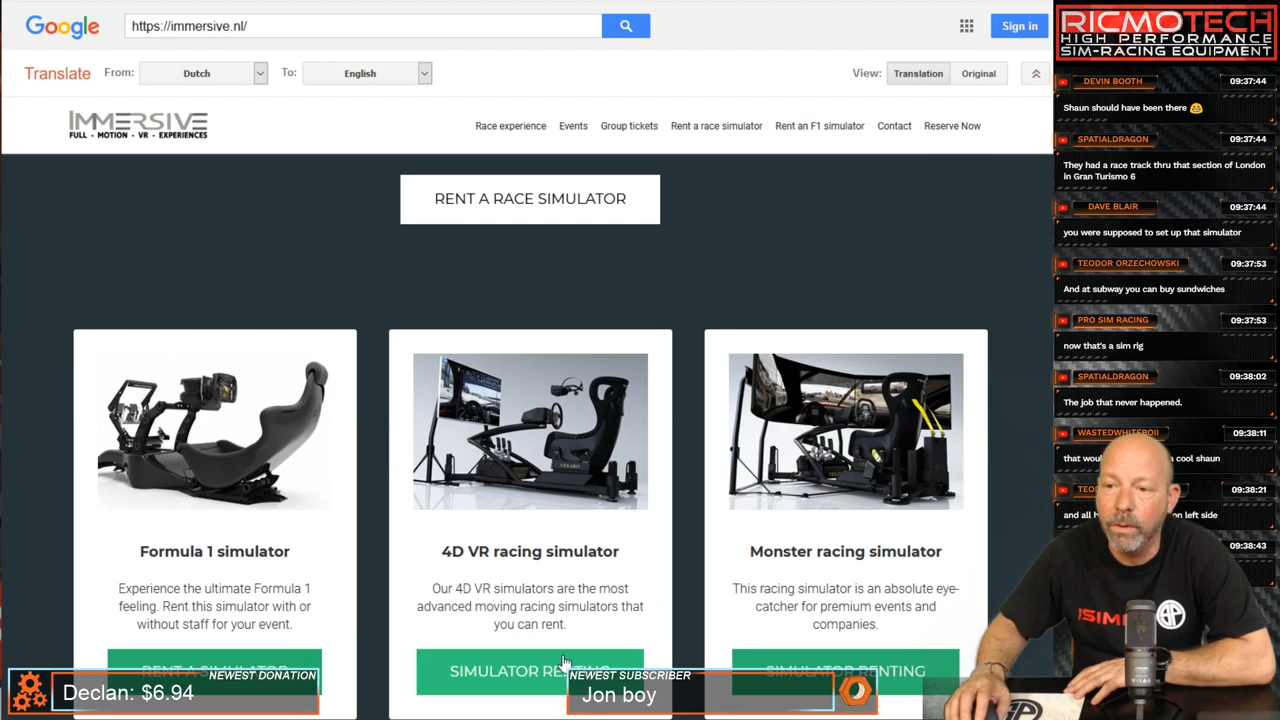 Google
https://immersive.nl/
Sign in
Translate
From:
Dutch
To:
English
View:
Translation
Original
IMMERSIVE
FULL - MOTION - VR - EXPERIENCES
Race experience
Events
Group tickets
Rent a race simulator
Rent an F1 simulator
Contact
Reserve Now
RENT A RACE SIMULATOR
Formula 1 simulator
Experience the ultimate Formula 1
feeling. Rent this simulator with or
without staff for your event.
RENT A SIMULATOR
4D VR racing simulator
Our 4D VR simulators are the most
advanced moving racing simulators that
you can rent.
SIMULATOR RENTING
Monster racing simulator
This racing simulator is an absolute eye-
catcher for premium events and
companies.
SIMULATOR RENTING
NEWEST DONATION
Declan: $6.94
NEWEST SUBSCRIBER
Jon boy
RICMOTECH
HIGH PERFORMANCE
SIM-RACING EQUIPMENT
DEVIN BOOTH 09:37:44
Shaun should have been there 😂
SPATIALDRAGON 09:37:44
They had a race track thru that section of London
in Gran Turismo 6
DAVE BLAIR 09:37:44
you were supposed to set up that simulator
TEODOR ORZECHOWSKI 09:37:53
And at subway you can buy sandwiches
PRO SIM RACING 09:37:53
now that's a sim rig
SPATIALDRAGON 09:38:02
The job that never happened.
WASTEDWHITEBOII 09:38:11
that cool shaun
09:38:21
and all left side
09:38:43